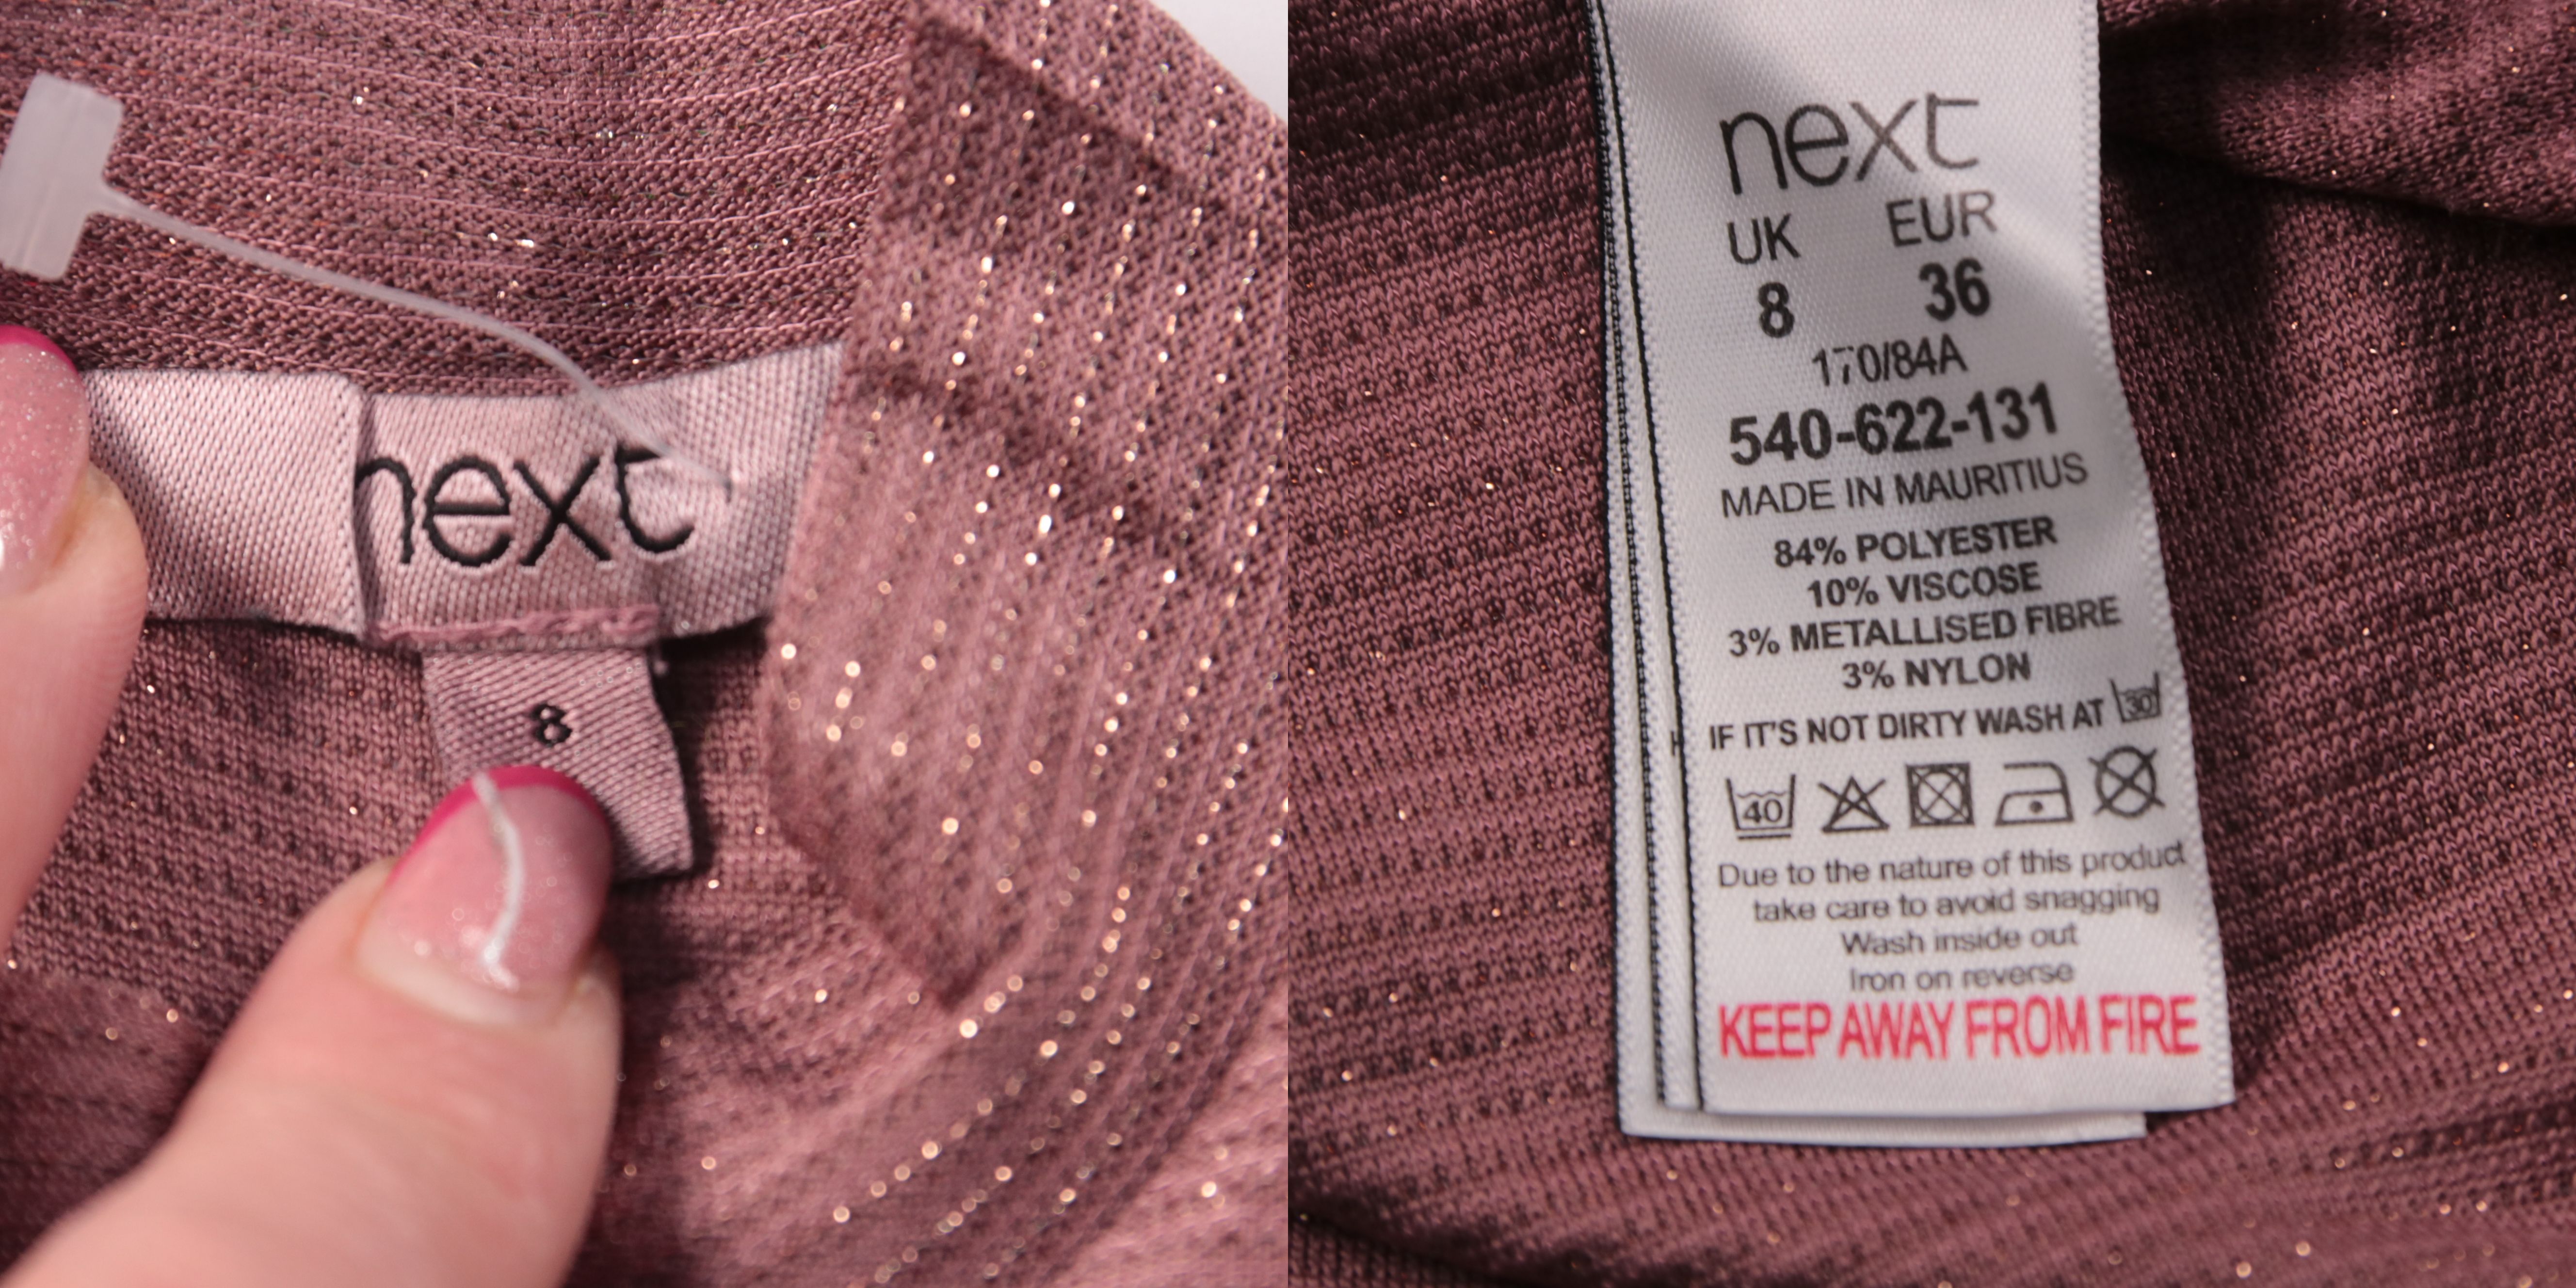 next
8
next
UK EUR
8 36
170/84A
540-622-131
MADE IN MAURITIUS
84% POLYESTER
10% VISCOSE
3% METALLISED FIBRE
3% NYLON
IF IT'S NOT DIRTY WASH AT 30
40
Due to the nature of this product
take care to avoid snagging
Wash inside out
Iron on reverse
KEEP AWAY FROM FIRE